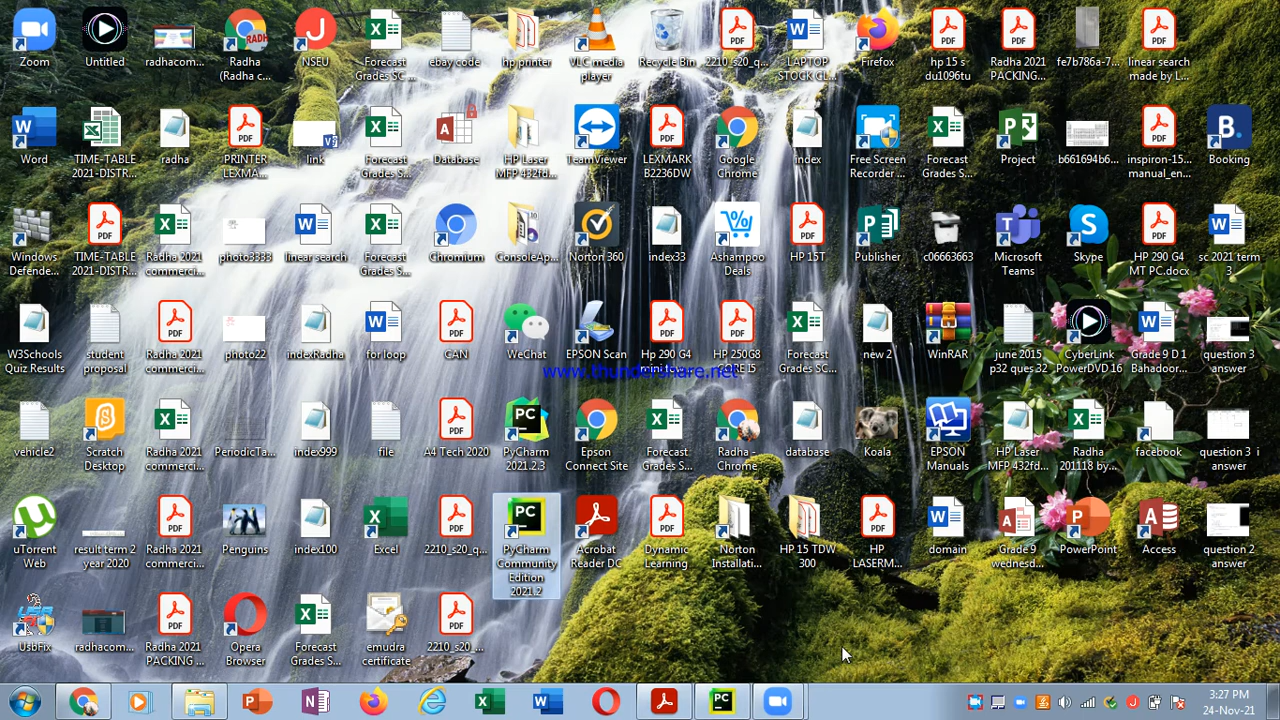 Zoom
Untitled
radhacom...
Radha
(Radha c...
NSEU
Forecast
Grades SC ...
ebay code
hp printer
VLC media
player
Recycle Bin
2210_s20_q...
LAPTOP
STOCK CL...
Firefox
hp 15 s
du1096tu
Radha 2021
PACKING...
fe7b786a-7...
linear search
made by L...
Word
TIME-TABLE
2021-DISTR...
radha
PRINTER
LEXMA...
link
Forecast
Grades S...
Database
HP Laser
MFP 432fd...
TeamViewer
LEXMARK
B2236DW
Google
Chrome
index
Free Screen
Recorder ...
Forecast
Grades S...
Project
b661694b6...
inspiron-15...
manual_en...
Booking
Windows
Defende...
TIME-TABLE
2021-DISTR...
Radha 2021
commerci...
photo3333
linear search
Forecast
Grades S...
Chromium
ConsoleAp...
Norton 360
index33
Ashampoo
Deals
HP 15T
Publisher
c06663663
Microsoft
Teams
Skype
HP 290 G4
MT PC.docx
sc 2021 term
3
W3Schools
Quiz Results
student
proposal
Radha 2021
commerci...
photo22
indexRadha
for loop
CAN
WeChat
EPSON Scan
Hp 290 G4
HP 250G8
Forecast
Grades SC...
new 2
WinRAR
june 2015
p32 ques 32
CyberLink
PowerDVD 16
Grade 9 D 1
Bahadoor...
question 3
answer
www.thundershare.net
vehicle2
Scratch
Desktop
Radha 2021
commerci...
PeriodicTa...
index999
file
A4 Tech 2020
PyCharm
2021.2.3
Epson
Connect Site
Forecast
Grades S...
Radha -
Chrome
database
Koala
EPSON
Manuals
HP Laser
MFP 432fd...
Radha
201118 by...
facebook
question 3 i
answer
uTorrent
Web
result term 2
year 2020
Radha 2021
commerci...
Penguins
index100
Excel
2210_s20_q...
PyCharm
Community
Edition
2021.2
Acrobat
Reader DC
Dynamic
Learning
Norton
Installati...
HP 15 TDW
300
HP
LASERM...
domain
Grade 9
wednesd...
PowerPoint
Access
question 2
answer
UsbFix
radhacom...
Radha 2021
PACKING ...
Opera
Browser
Forecast
Grades S...
emudra
certificate
2210_s20_...
3:27 PM
24-Nov-21